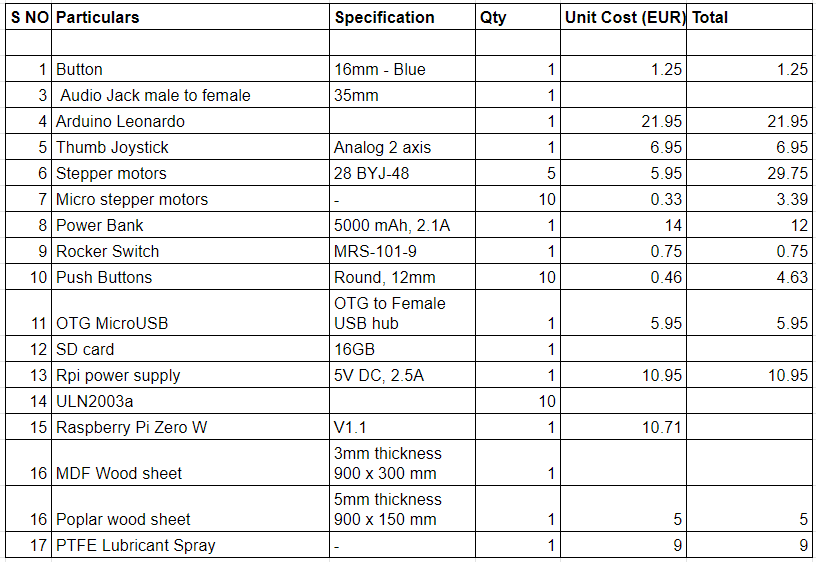 S NO Particulars Specification Qty Unit Cost (EUR) Total
1 Button 16mm - Blue 1 1.25 1.25
3 Audio Jack male to female 35mm 1
4 Arduino Leonardo 1 21.95 21.95
5 Thumb Joystick Analog 2 axis 1 6.95 6.95
6 Stepper motors 28 BYJ-48 5 5.95 29.75
7 Micro stepper motors - 10 0.33 3.39
8 Power Bank 5000 mAh, 2.1A 1 14 12
9 Rocker Switch MRS-101-9 1 0.75 0.75
10 Push Buttons Round, 12mm 10 0.46 4.63
OTG to Female
11 OTG MicroUSB USB hub 1 5.95 5.95
12 SD card 16GB 1
13 Rpi power supply 5V DC, 2.5A 1 10.95 10.95
14 ULN2003a 10
15 Raspberry Pi Zero W V1.1 1 10.71
3mm thickness
16 MDF Wood sheet 900 x 300 mm 1
5mm thickness
16 Poplar wood sheet 900 x 150 mm 1 5 5
17 PTFE Lubricant Spray - 1 9 9